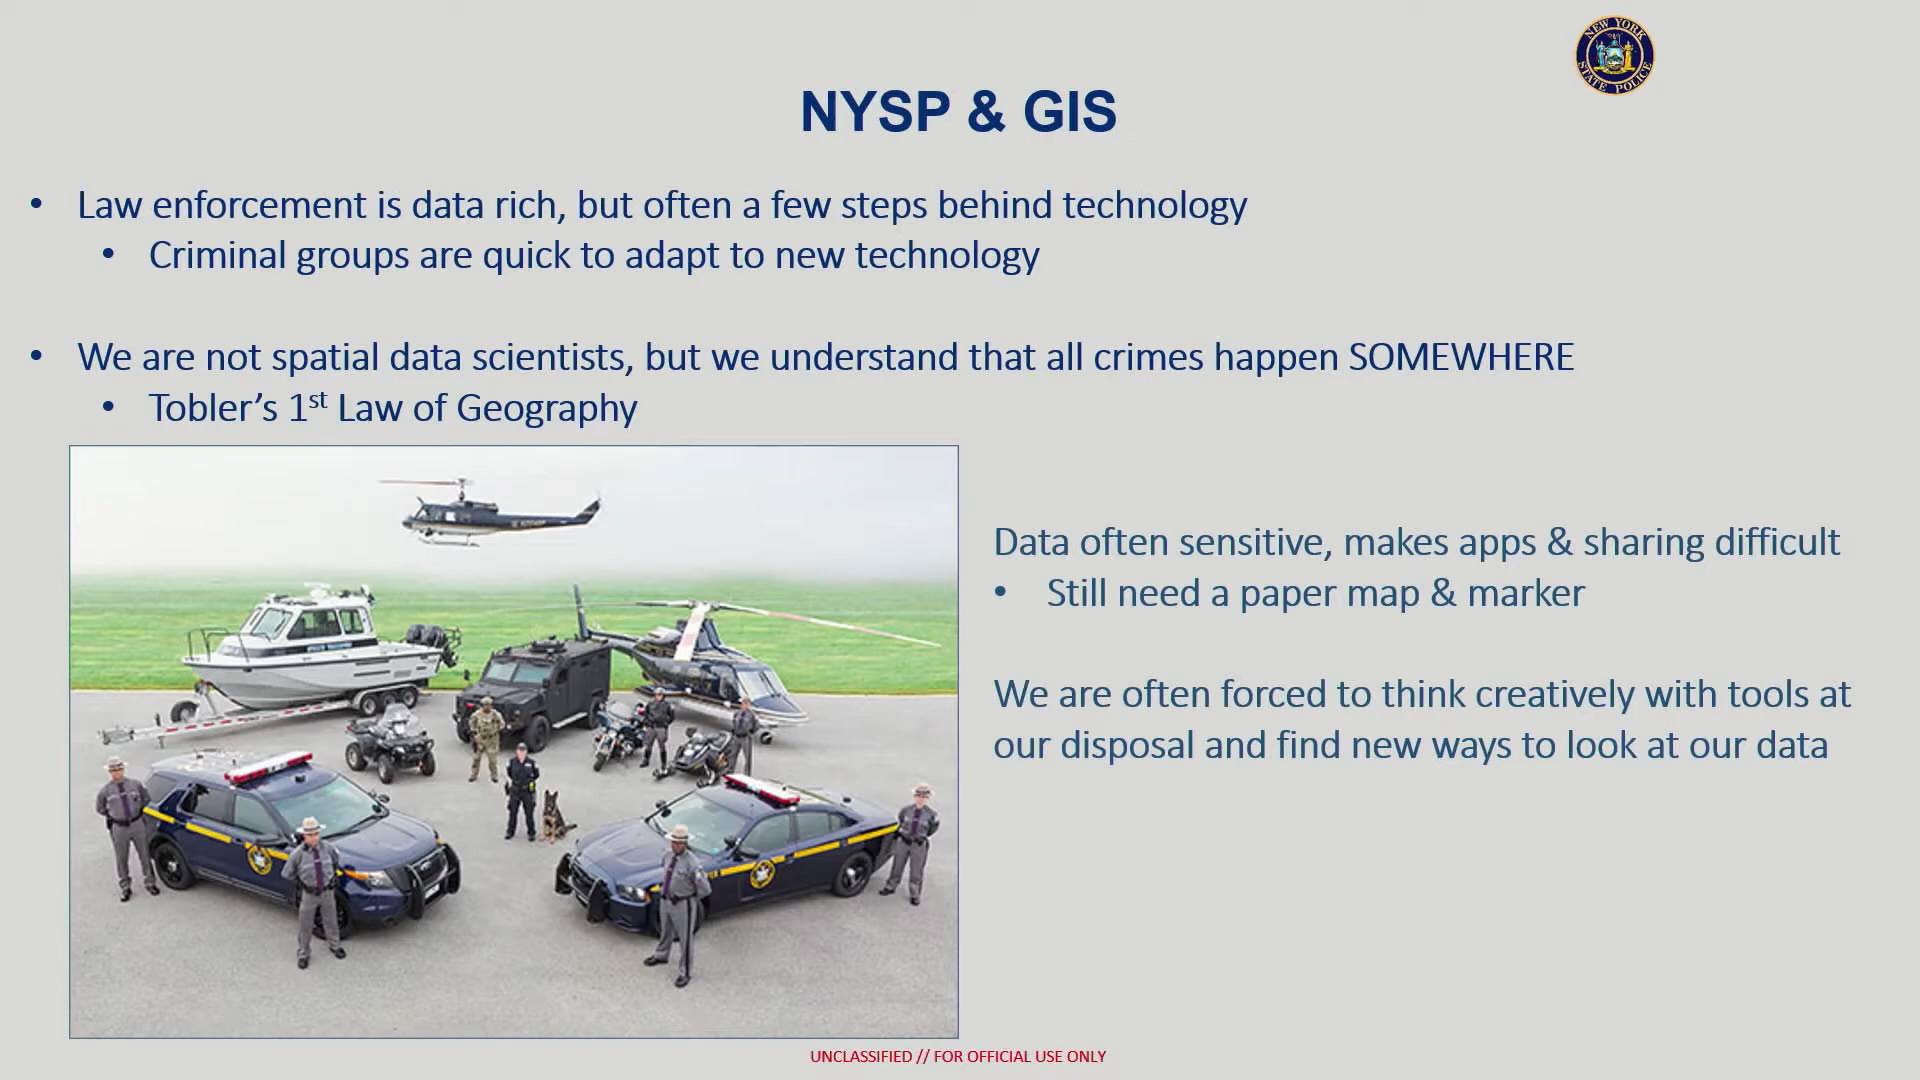 NEW YORK
STATE POLICE
NYSP & GIS
• Law enforcement is data rich, but often a few steps behind technology
• Criminal groups are quick to adapt to new technology
• We are not spatial data scientists, but we understand that all crimes happen SOMEWHERE
• Tobler’s 1st Law of Geography
Data often sensitive, makes apps & sharing difficult
• Still need a paper map & marker
We are often forced to think creatively with tools at
our disposal and find new ways to look at our data
UNCLASSIFIED // FOR OFFICIAL USE ONLY